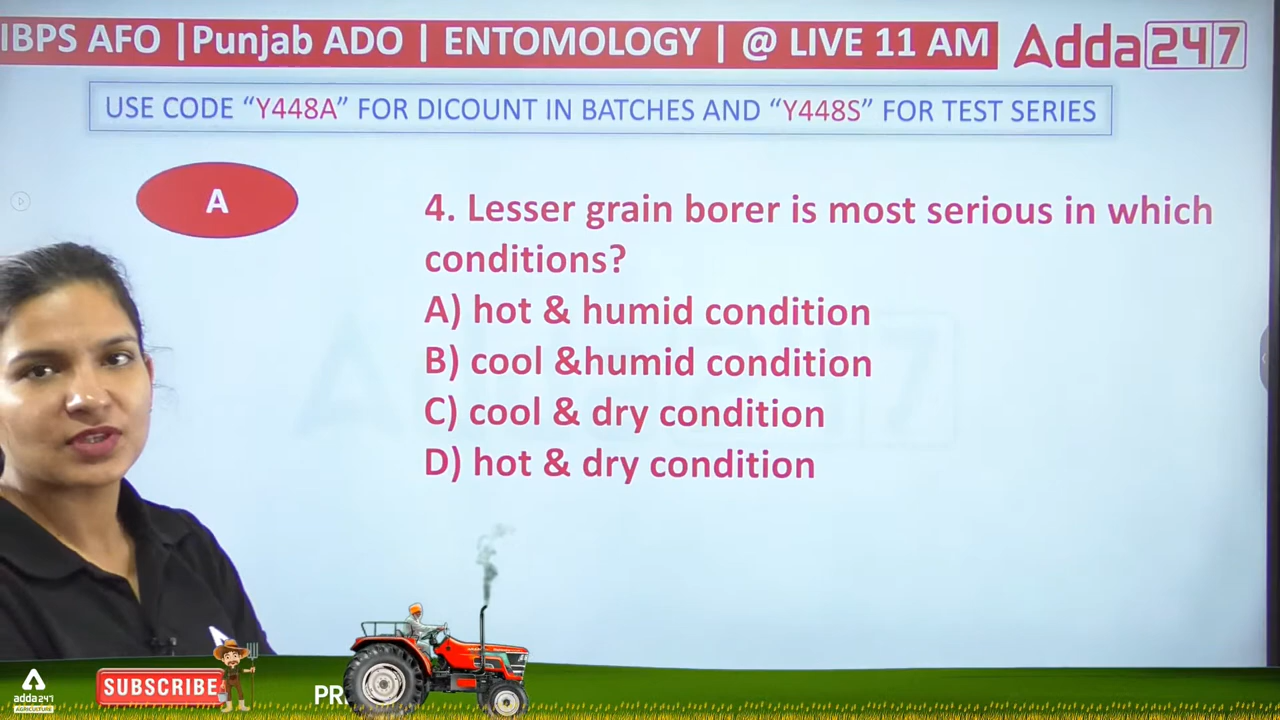 IBPS AFO |Punjab ADO | ENTOMOLOGY | @ LIVE 11 AM
Adda247
USE CODE “Y448A” FOR DICOUNT IN BATCHES AND “Y448S” FOR TEST SERIES
A
4. Lesser grain borer is most serious in which
conditions?
A) hot & humid condition
B) cool &humid condition
C) cool & dry condition
D) hot & dry condition
adda247
AGRICULTURE
SUBSCRIBE